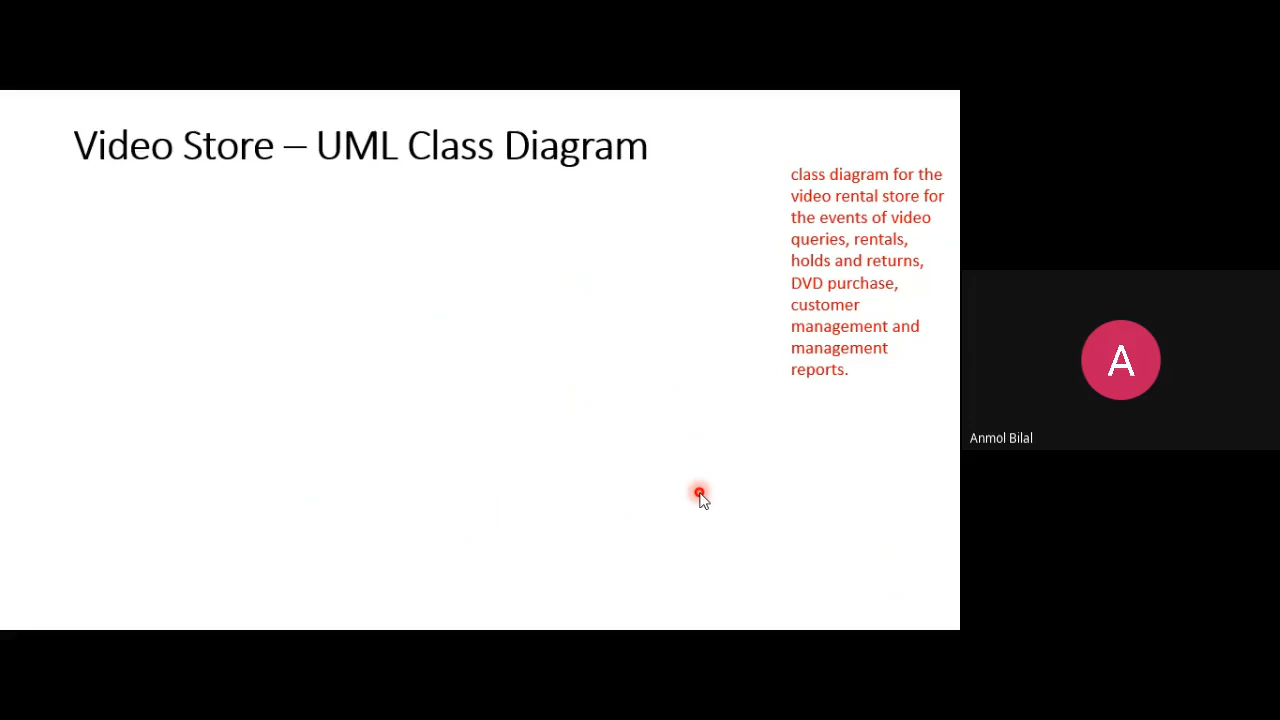 Video Store – UML Class Diagram
class diagram for the
video rental store for
the events of video
queries, rentals,
holds and returns,
DVD purchase,
customer
management and
management
reports.
A
Anmol Bilal